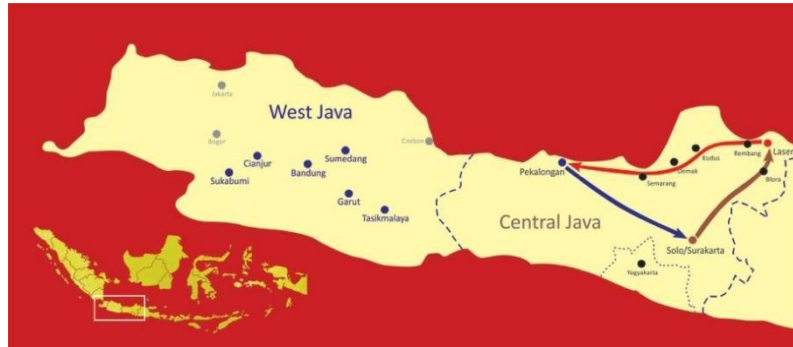 Jakarta
West Java
Bogor
Cirebon
Cianjur
Sumedang
Sukabumi
Bandung
Garut
Tasikmalaya
Pekalongan
Semarang
Demak
Kudus
Rembang
Lasem
Blora
Central Java
Solo/Surakarta
Yogyakarta